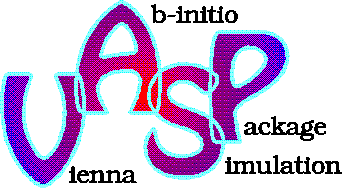 VASP
b-initio
ackage
imulation
ienna